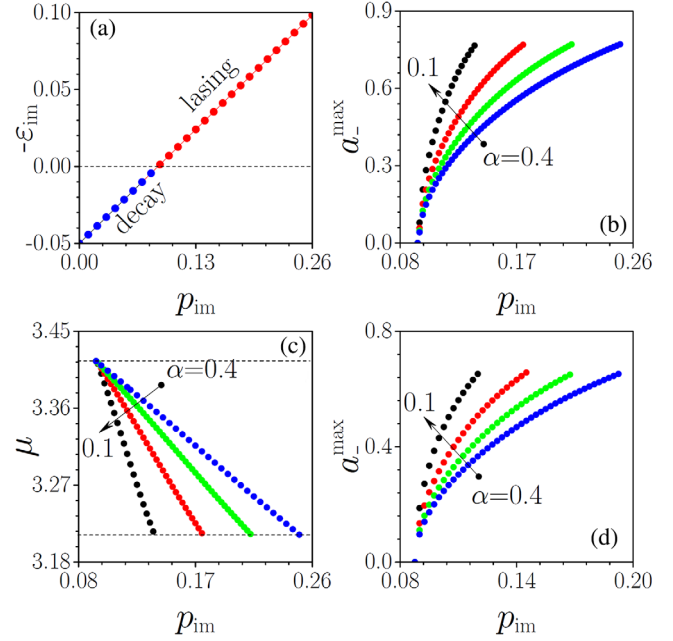 0.10
(a)
lasing
0.05
-ε_im
0.00
decay
-0.05
0.00
0.13
0.26
p_im
0.9
0.1
0.6
a_-^max
α=0.4
0.3
(b)
0.0
0.08
0.17
0.26
p_im
3.45
(c)
α=0.4
3.36
μ
0.1
3.27
3.18
0.08
0.17
0.26
p_im
0.8
0.1
a_-^max
0.4
α=0.4
(d)
0.0
0.08
0.14
0.20
p_im